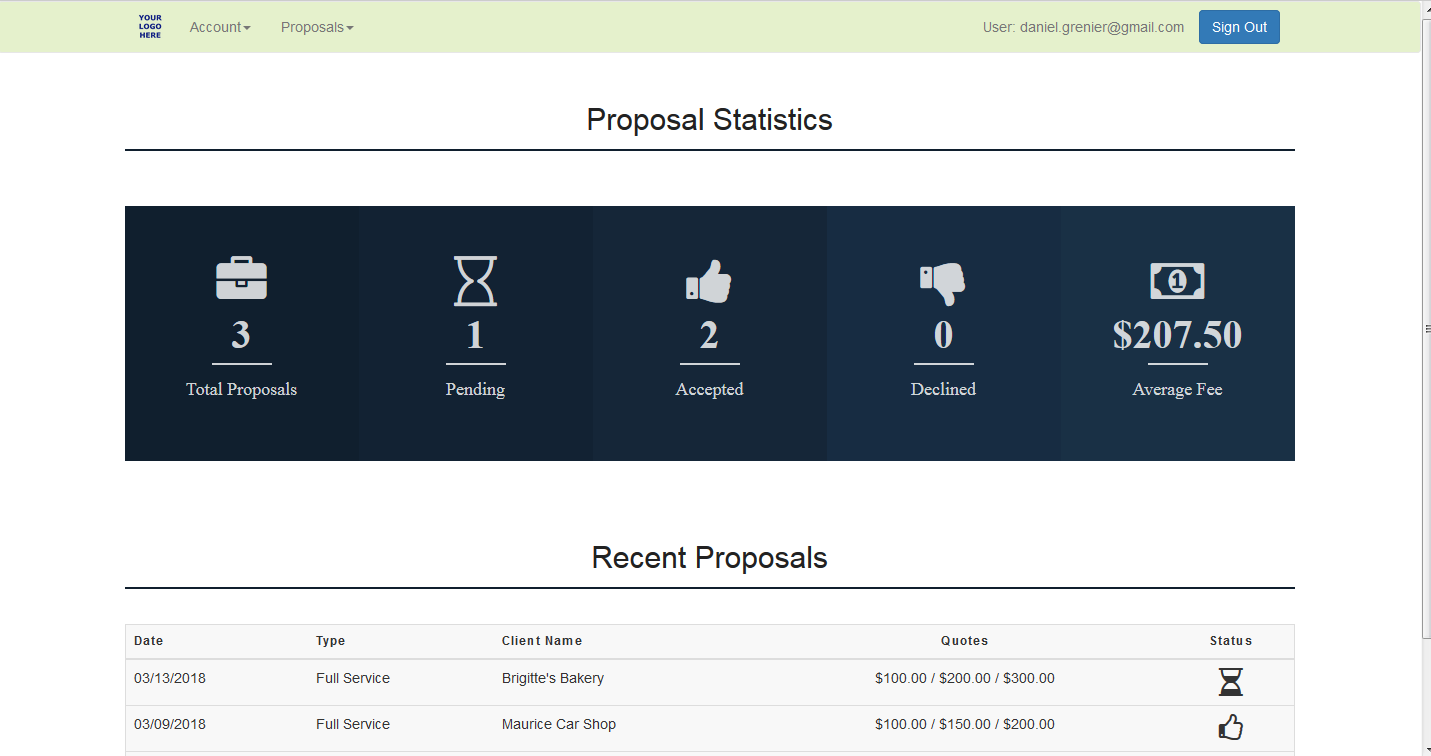 YOUR
LOGO
HERE
Account Proposals User: daniel.grenier@gmail.com Sign Out
Proposal Statistics
1
3 1 2 0 $207.50
Total Proposals Pending Accepted Declined Average Fee
Recent Proposals
Date Type Client Name Quotes Status
03/13/2018 Full Service Brigitte's Bakery $100.00 / $200.00 / $300.00
03/09/2018 Full Service Maurice Car Shop $100.00 / $150.00 / $200.00